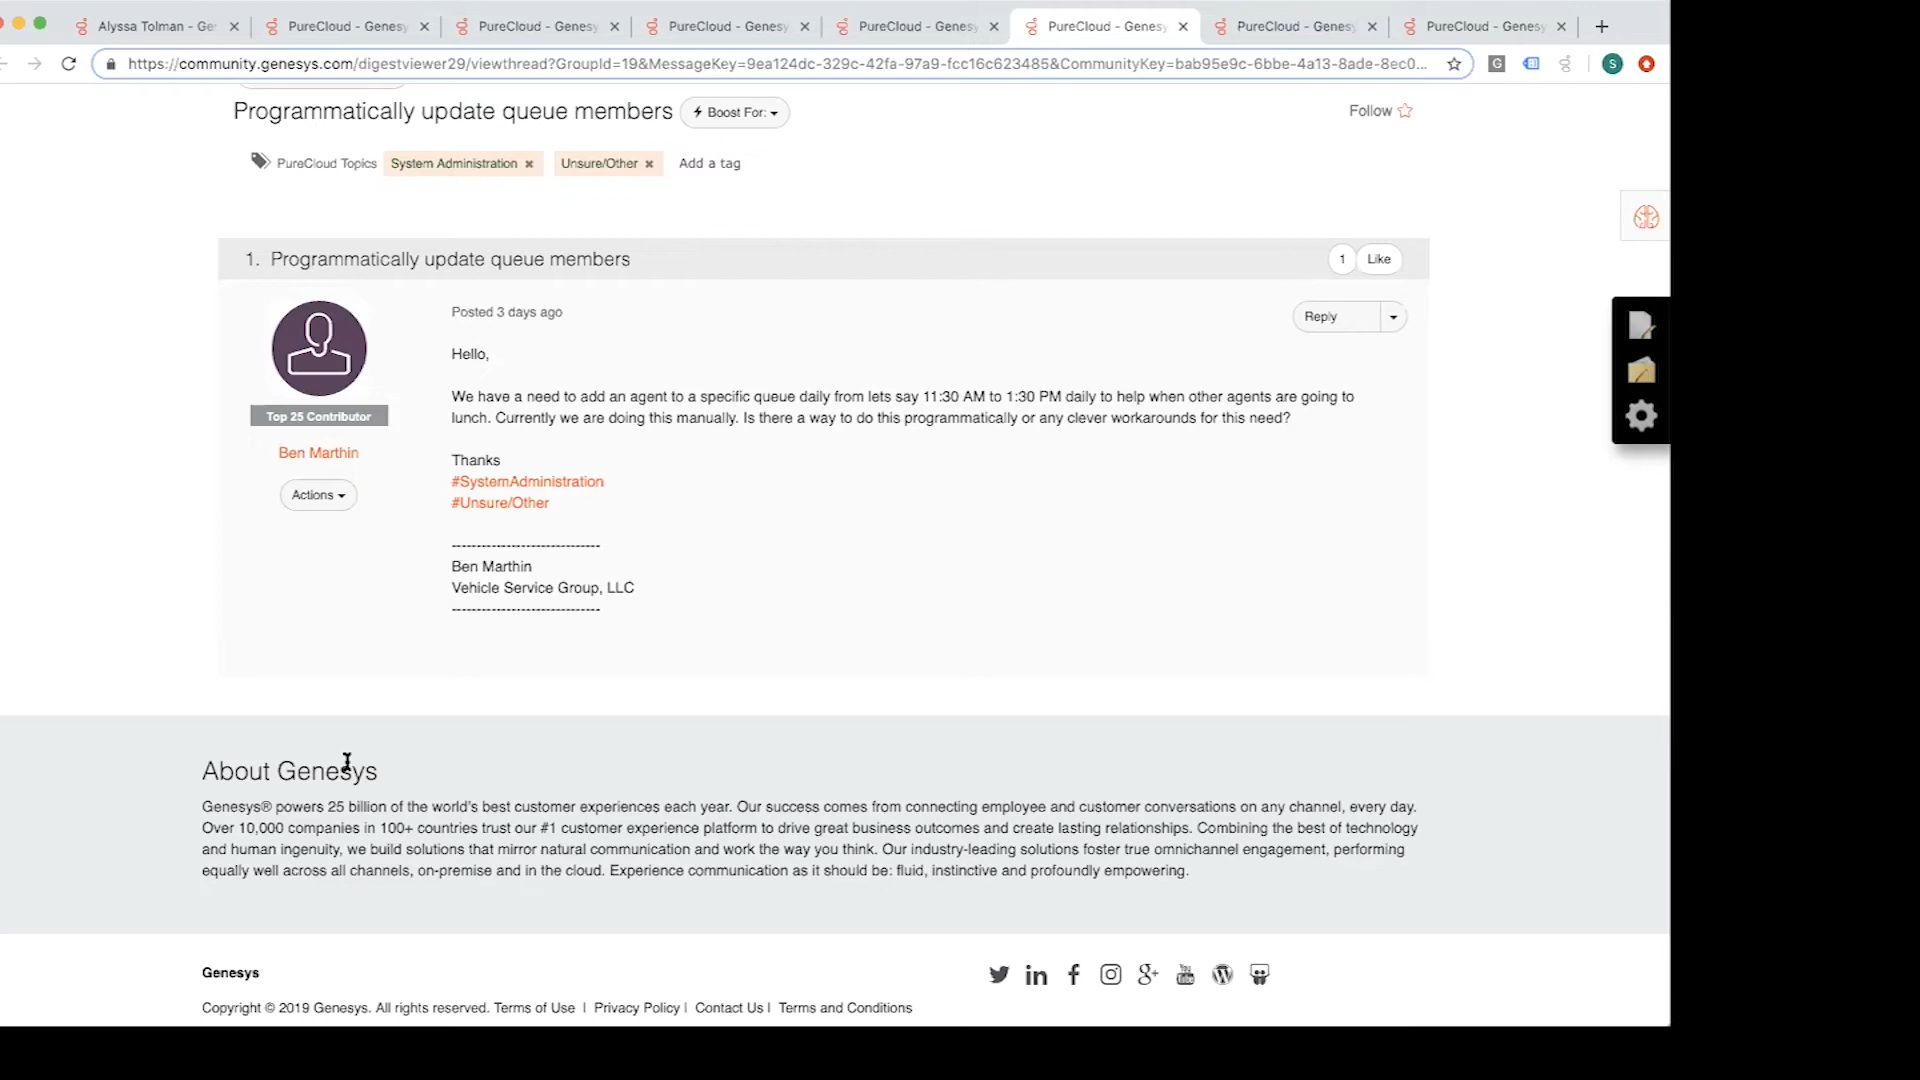 Alyssa Tolman - Ge
PureCloud - Genesy
PureCloud - Genesy
PureCloud - Genesy
PureCloud - Genesy
PureCloud - Genesy
PureCloud - Genesy
PureCloud - Genesy
https://community.genesys.com/digestviewer29/viewthread?GroupId=19&MessageKey=9ea124dc-329c-42fa-97a9-fcc16c623485&CommunityKey=bab95e9c-6bbe-4a13-8ade-8ec0...
G
S
Programmatically update queue members
Boost For:
Follow
PureCloud Topics
System Administration
Unsure/Other
Add a tag
1. Programmatically update queue members
1
Like
Posted 3 days ago
Reply
Hello,
We have a need to add an agent to a specific queue daily from lets say 11:30 AM to 1:30 PM daily to help when other agents are going to
lunch. Currently we are doing this manually. Is there a way to do this programmatically or any clever workarounds for this need?
Top 25 Contributor
Ben Marthin
Actions
Thanks
#SystemAdministration
#Unsure/Other
------------------------------
Ben Marthin
Vehicle Service Group, LLC
------------------------------
About Genesys
Genesys® powers 25 billion of the world's best customer experiences each year. Our success comes from connecting employee and customer conversations on any channel, every day.
Over 10,000 companies in 100+ countries trust our #1 customer experience platform to drive great business outcomes and create lasting relationships. Combining the best of technology
and human ingenuity, we build solutions that mirror natural communication and work the way you think. Our industry-leading solutions foster true omnichannel engagement, performing
equally well across all channels, on-premise and in the cloud. Experience communication as it should be: fluid, instinctive and profoundly empowering.
Genesys
Copyright © 2019 Genesys. All rights reserved. Terms of Use | Privacy Policy | Contact Us | Terms and Conditions